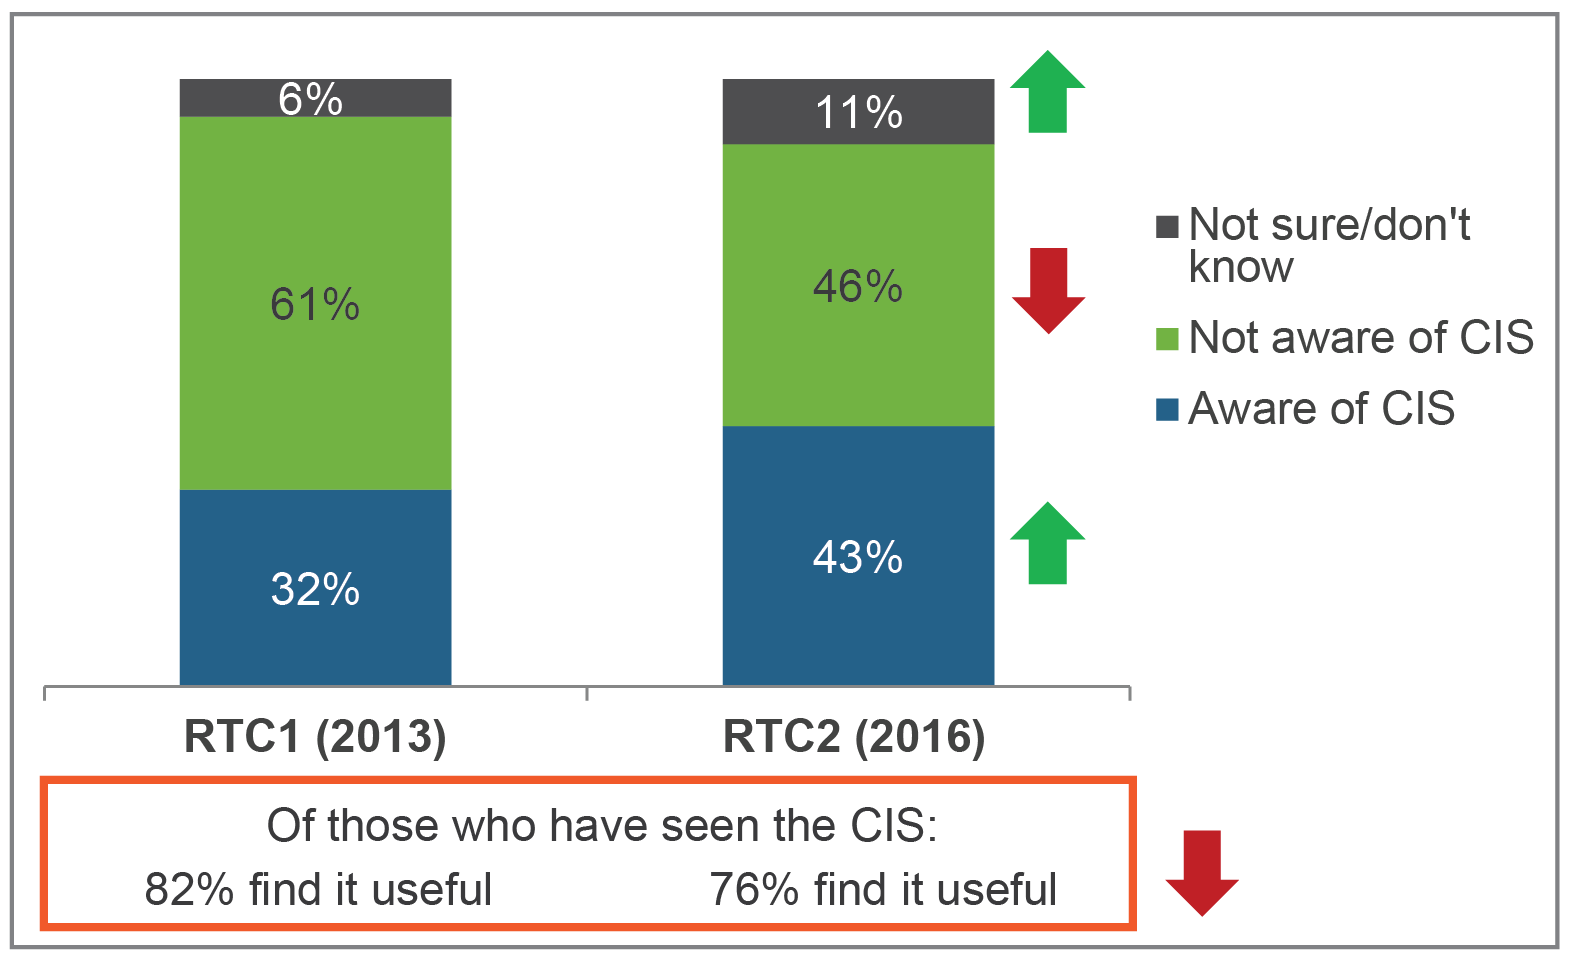 6%
11%
61%
46%
32%
43%
Not sure/don't
know
Not aware of CIS
Aware of CIS
RTC1 (2013)
RTC2 (2016)
Of those who have seen the CIS:
82% find it useful
76% find it useful